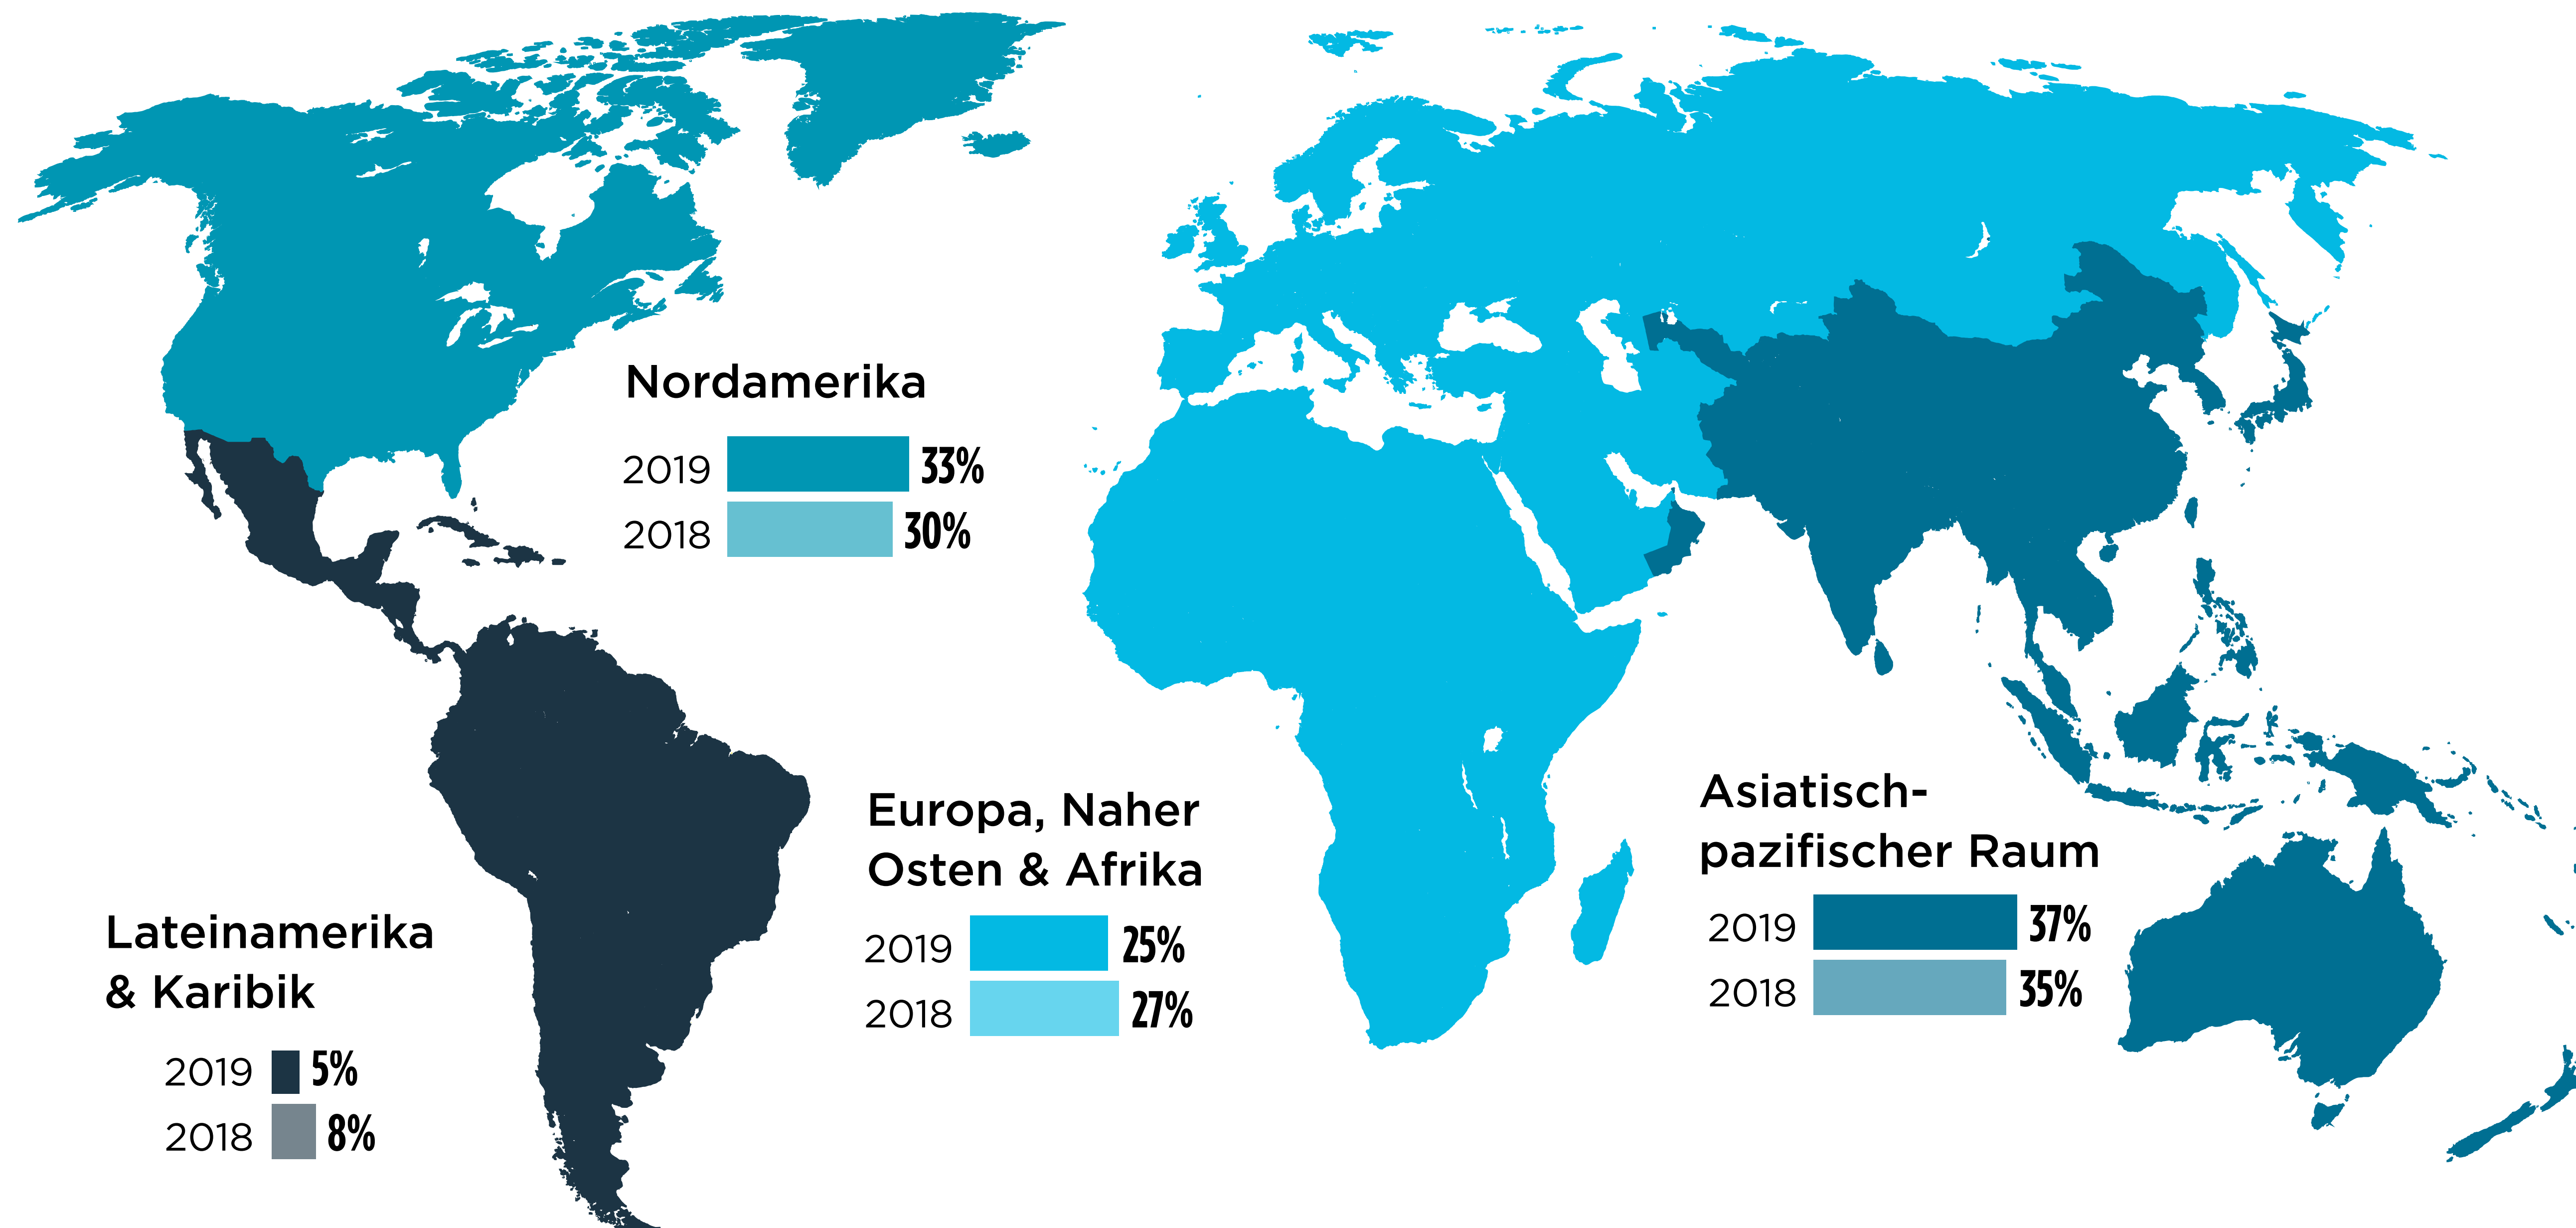 Nordamerika
2019 33%
2018 30%
Europa, Naher
Osten & Afrika
2019 25%
2018 27%
Asiatisch-
pazifischer Raum
2019 37%
2018 35%
Lateinamerika
& Karibik
2019 5%
2018 8%